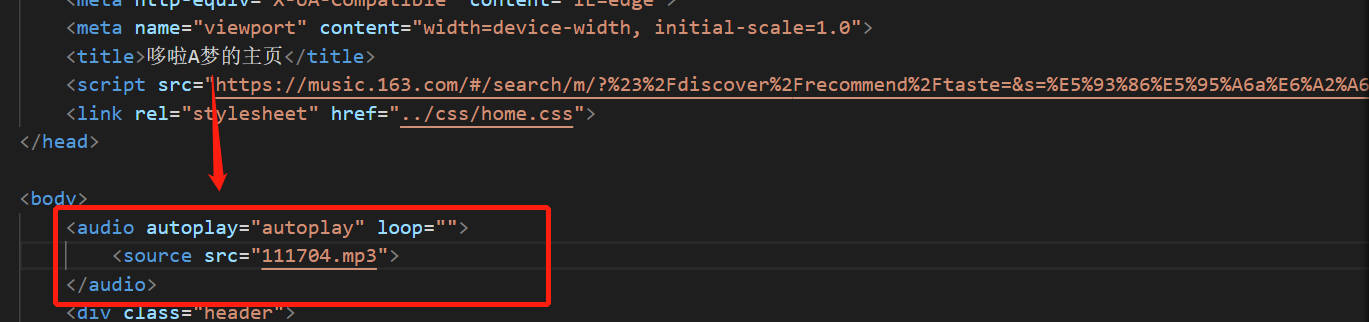 <meta http-equiv="X-UA-Compatible" content="IE=edge">
<meta name="viewport" content="width=device-width, initial-scale=1.0">
<title>哆啦A梦的主页</title>
<script src="https://music.163.com/#/search/m/?%23%2Fdiscover%2Frecommend%2Ftaste=&s=%E5%93%86%E5%95%A6a%E6%A2%A6
<link rel="stylesheet" href="../css/home.css">
</head>
<body>
<audio autoplay="autoplay" loop="">
<source src="111704.mp3">
</audio>
<div class="header">